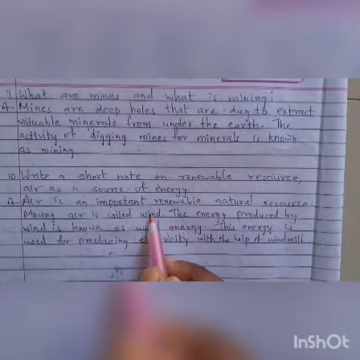 9. What are mines and what is mining?
A- Mines are deep holes that are dug to extract
valuable minerals from under the earth. The
activity of digging mines for minerals is known
as mining.
10. Write a short note on renewable resource,
air as a source of energy.
A- Air is an important renewable natural resource.
Moving air is called wind. The energy produced by
wind is known as energy. This energy is
used for producing with the help of windmill
InShOt